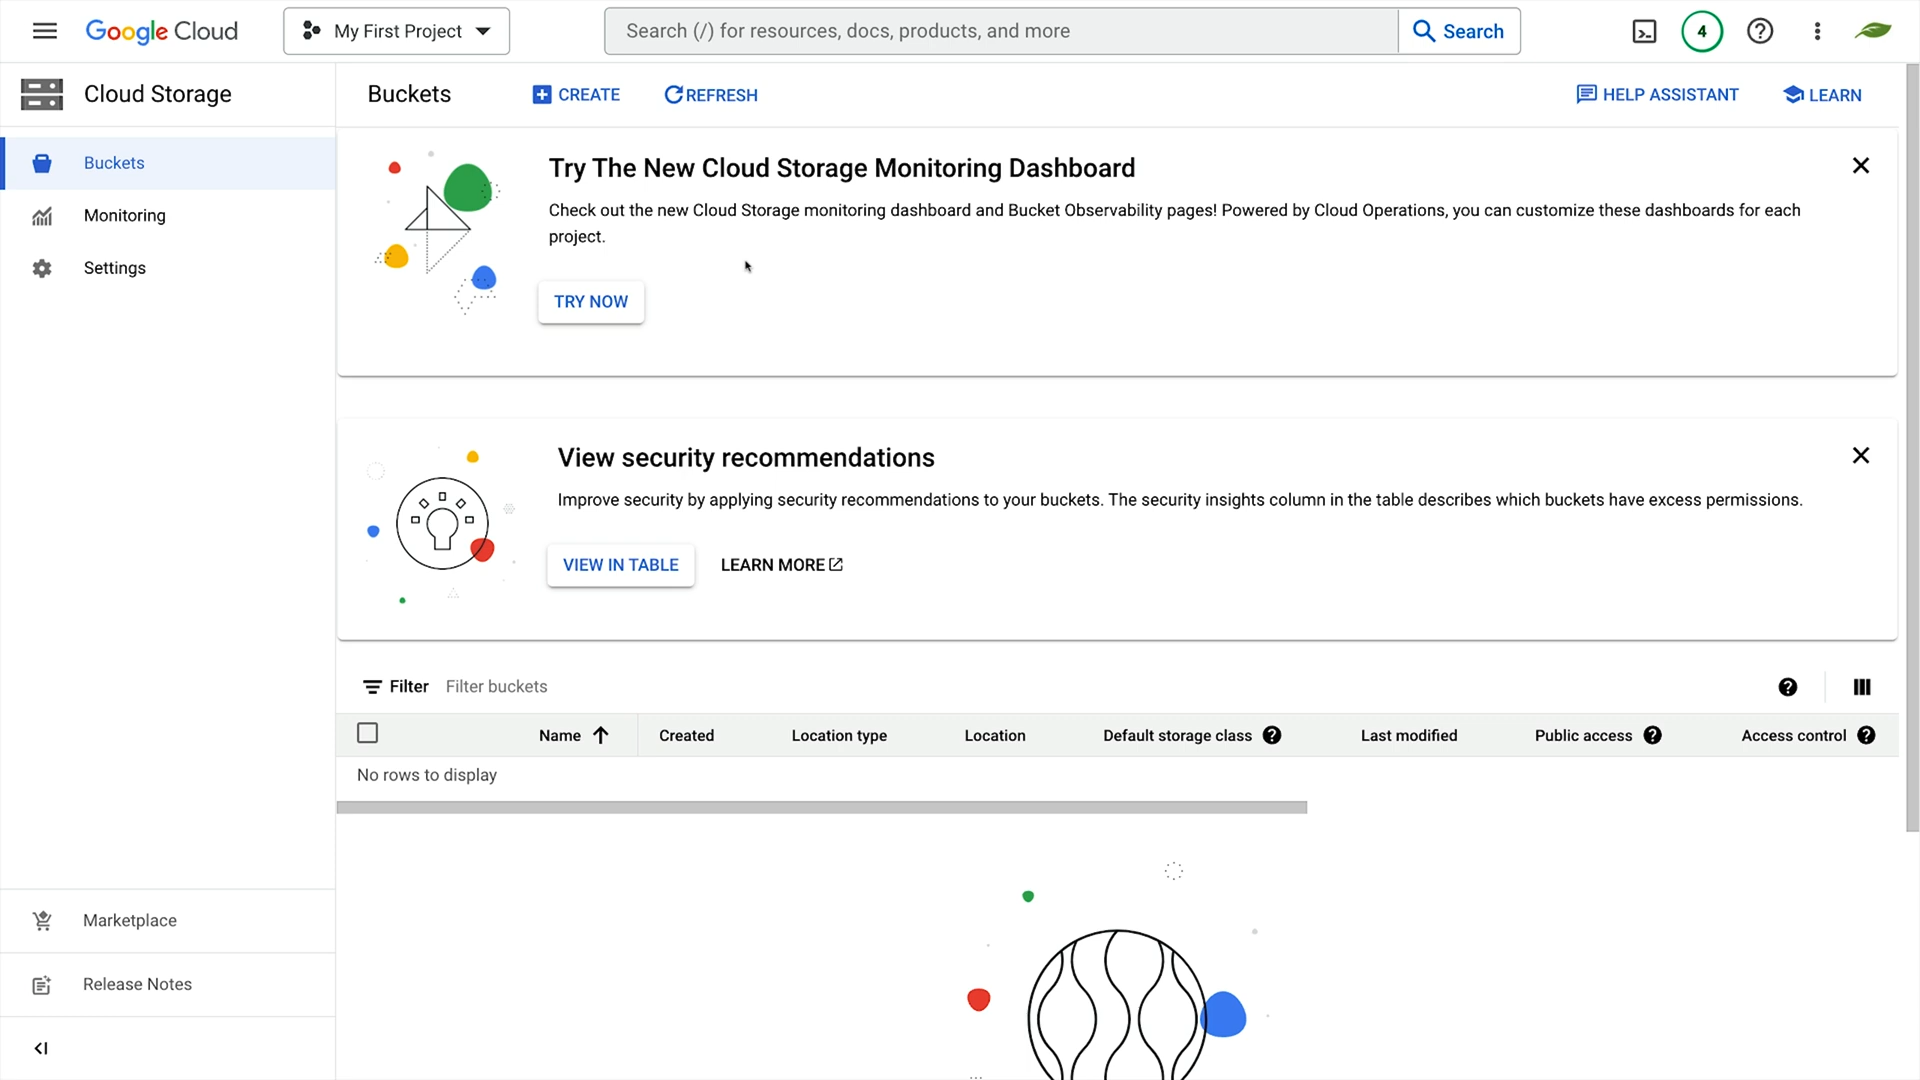 Google Cloud
My First Project
Search (/) for resources, docs, products, and more
Search
4
Cloud Storage
Buckets
CREATE
REFRESH
HELP ASSISTANT
LEARN
Buckets
Monitoring
Settings
Try The New Cloud Storage Monitoring Dashboard
Check out the new Cloud Storage monitoring dashboard and Bucket Observability pages! Powered by Cloud Operations, you can customize these dashboards for each
project.
TRY NOW
View security recommendations
Improve security by applying security recommendations to your buckets. The security insights column in the table describes which buckets have excess permissions.
VIEW IN TABLE
LEARN MORE
Filter
Filter buckets
Name
Created
Location type
Location
Default storage class
Last modified
Public access
Access control
No rows to display
Marketplace
Release Notes